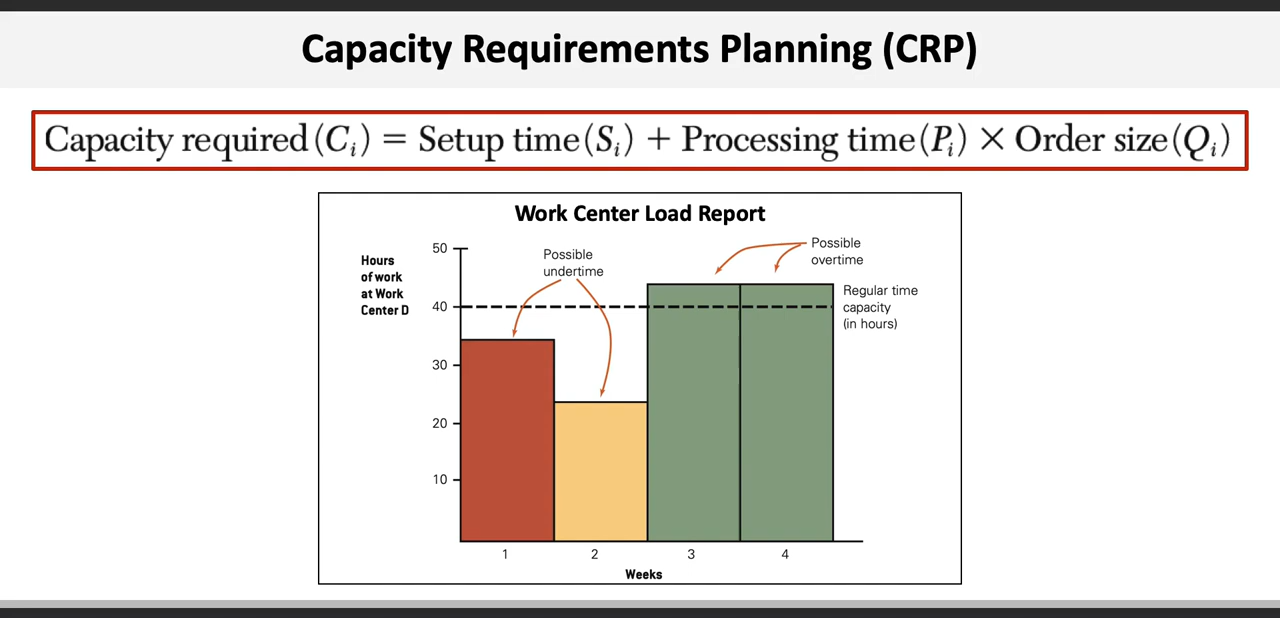 Capacity Requirements Planning (CRP)
Capacity required (Cᵢ) = Setup time (Sᵢ) + Processing time (Pᵢ) × Order size (Qᵢ)
Work Center Load Report
Hours
of work
at Work
Center D
50
40
30
20
10
Possible
undertime
Possible
overtime
Regular time
capacity
(in hours)
1 2 3 4
Weeks